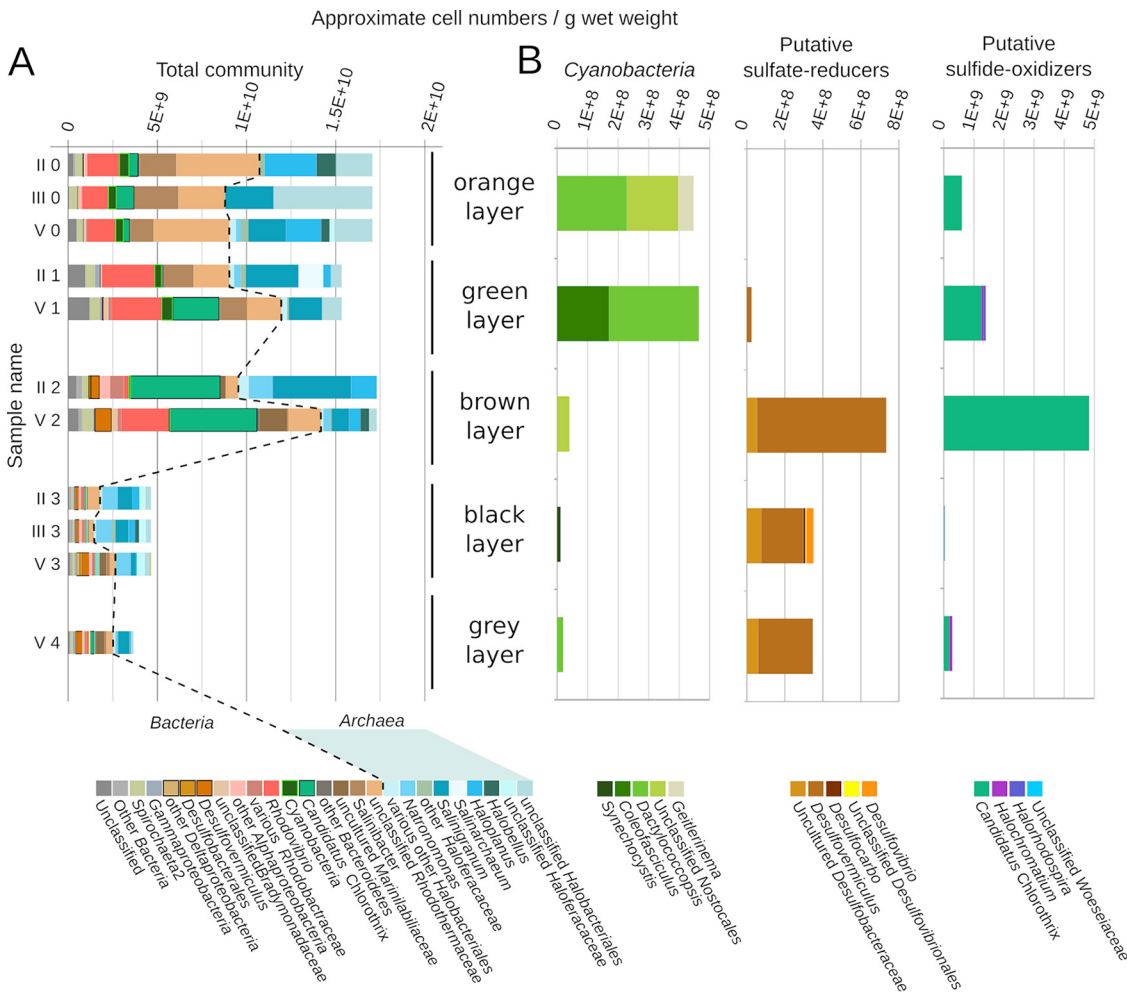 Approximate cell numbers / g wet weight
A
Total community
0
5E+9
1E+10
1.5E+10
2E+10
B
Cyanobacteria
0
1E+8
2E+8
3E+8
4E+8
5E+8
Putative
sulfate-reducers
0
2E+8
4E+8
6E+8
8E+8
Putative
sulfide-oxidizers
0
1E+9
2E+9
3E+9
4E+9
5E+9
Sample name
II 0
III 0
V 0
II 1
V 1
II 2
V 2
II 3
III 3
V 3
V 4
orange
layer
green
layer
brown
layer
black
layer
grey
layer
Bacteria
Archaea
Unclassified
Other Bacteria
Spirochaeta2
Gammaproteobacteria
other Deltaproteobacteria
Desulfobacterales
Desulfovermiculus
unclassifiedBradymonadaceae
other Alphaproteobacteria
various Rhodobactraceae
Rhodovibrio
Cyanobacteria
Candidatus Chlorothrix
other Bacteroidetes
uncultured Marinilabiliaceae
Salinibacter
unclassified Rhodothermaceae
various other Halobacteriales
Natronomonas
other Haloferacaceae
Salinigranum
Salinarchaeum
Haloplanus
Halobellus
unclassified Haloferacaceae
unclassified Halobacteriales
Synechocystis
Coleofasciculus
Dactylococcopsis
Unclassified Nostocales
Geitlerinema
Uncultured Desulfobacteraceae
Desulfovermiculus
Desulfocarbo
Unclassified Desulfovibrionales
Desulfovibrio
Candidatus Chlorothrix
Halochromatium
Halorhodospira
Unclassified Woeseiaceae